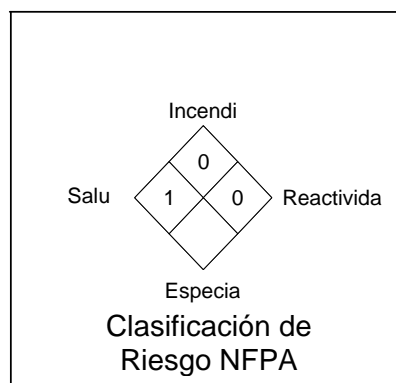 Incendi
0
Salu 1 0 Reactivida
Especia
Clasificación de
Riesgo NFPA